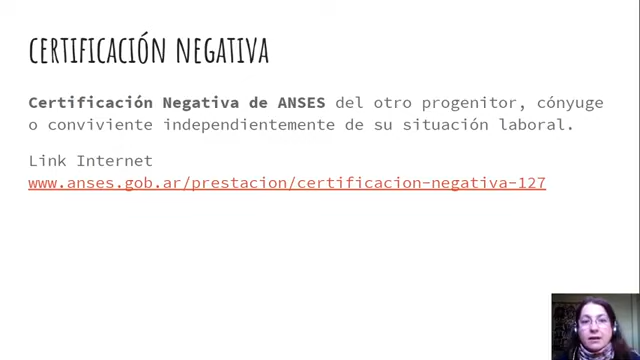 CERTIFICACIÓN NEGATIVA
Certificación Negativa de ANSES del otro progenitor, cónyuge
o conviviente independientemente de su situación laboral.
Link Internet
www.anses.gob.ar/prestacion/certificacion-negativa-127